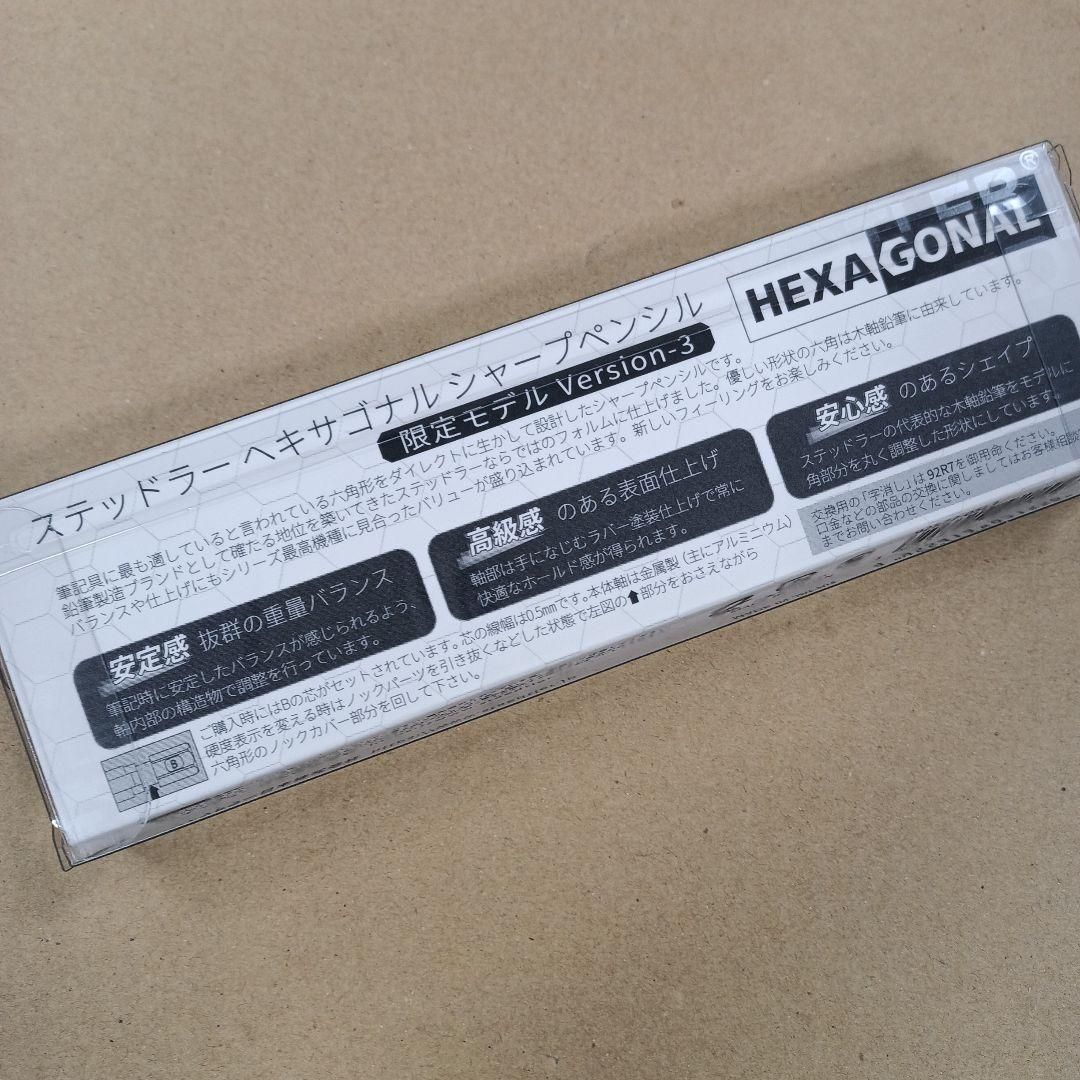 ステッドラー ヘキサゴナル シャープペンシル
限定モデル Version-3
HEXAGONAL
®
筆記具に最も適していると言われている六角形をダイレクトに生かして設計したシャープペンシルです。
鉛筆製造ブランドとして確たる地位を築いてきたステッドラーならではのフォルムに仕上げました。優しい形状の六角は木軸鉛筆に由来しています。
バランスや仕上げにもシリーズ最高機種に見合ったバリューが盛り込まれています。新しいフィーリングをお楽しみください。
安定感 抜群の重量バランス
筆記時に安定したバランスが感じられるよう、
軸内部の構造物で調整を行っています。
高級感 のある表面仕上げ
軸部は手になじむラバー塗装仕上げで常に
快適なホールド感が得られます。
安心感 のあるシェイプ
ステッドラーの代表的な木軸鉛筆をモデルに
角部分を丸く調整した形状にしています。
B
ご購入時にはBの芯がセットされています。芯の線幅は0.5mmです。本体軸は金属製（主にアルミニウム）
硬度表示を変える時はノックパーツを引き抜くなどした状態で左図の⬆部分をおさえながら
六角形のノックカバー部分を回して下さい。
交換用の「字消し」は 92R7を御用命ください。
口金などの部品の交換に関しましてはお客様相談
までお問い合わせください。